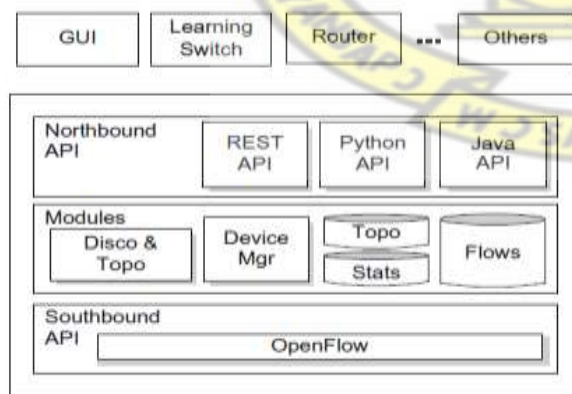 GUI
Learning
Switch
Router
...
Others
Northbound
API
REST
API
Python
API
Java
API
Modules
Disco &
Topo
Device
Mgr
Topo
Stats
Flows
Southbound
API
OpenFlow